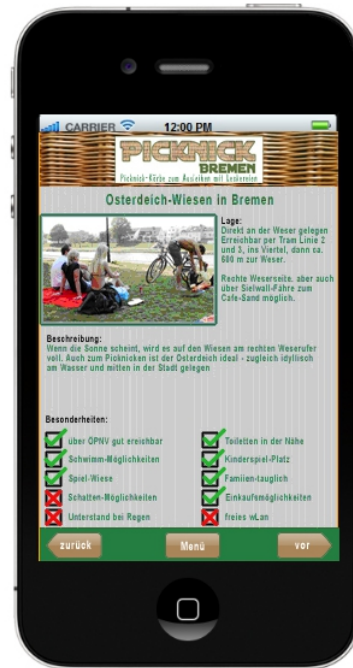 CARRIER 12:00 PM
PICKNICK
BREMEN
Picknick-Körbe zum Ausleihen mit Leckereien
Osterdeich-Wiesen in Bremen
Lage:
Direkt an der Weser gelegen
Erreichbar per Tram Linie 2
und 3, ins Viertel, dann ca.
600 m zur Weser.
Rechte Weserseite, aber auch
über Sielwall-Fähre zum
Cafe-Sand möglich.
Beschreibung:
Wenn die Sonne scheint, wird es auf den Wiesen am rechten Weserufer
voll. Auch zum Picknicken ist der Osterdeich ideal - zugleich idyllisch
am Wasser und mitten in der Stadt gelegen
Besonderheiten:
über ÖPNV gut ereichbar
Toiletten in der Nähe
Schwimm-Möglichkeiten
Kinderspiel-Platz
Spiel-Wiese
Familien-tauglich
Schatten-Möglichkeiten
Einkaufsmöglichkeiten
Unterstand bei Regen
freies wLan
zurück
Menü
vor